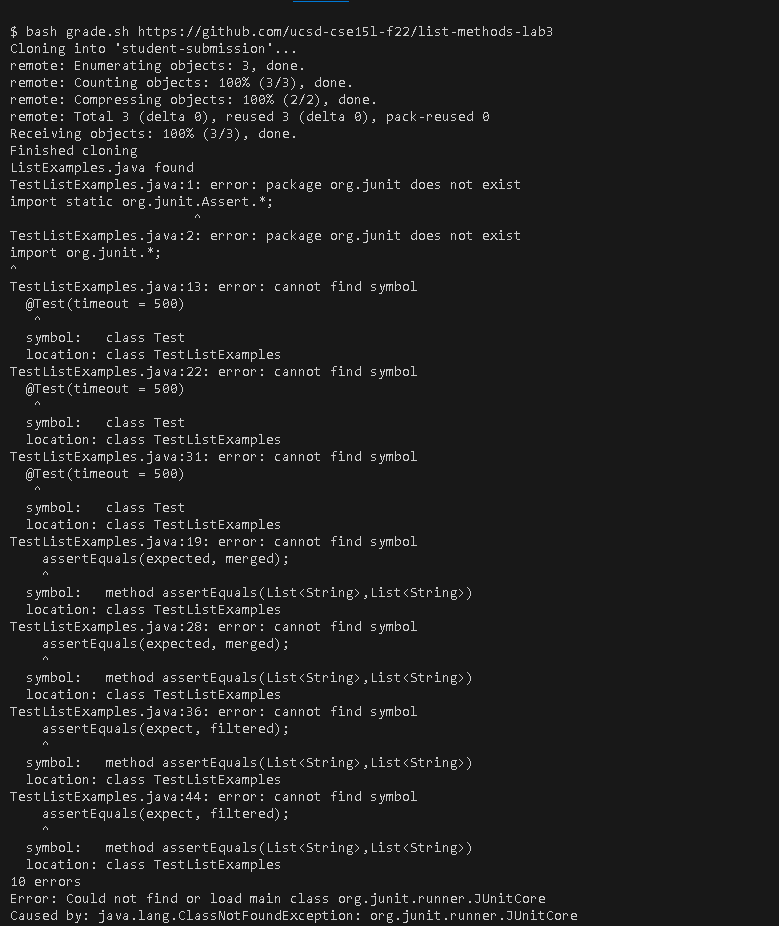 $ bash grade.sh https://github.com/ucsd-cse15l-f22/list-methods-lab3
Cloning into 'student-submission'...
remote: Enumerating objects: 3, done.
remote: Counting objects: 100% (3/3), done.
remote: Compressing objects: 100% (2/2), done.
remote: Total 3 (delta 0), reused 3 (delta 0), pack-reused 0
Receiving objects: 100% (3/3), done.
Finished cloning
ListExamples.java found
TestListExamples.java:1: error: package org.junit does not exist
import static org.junit.Assert.*;
                       ^
TestListExamples.java:2: error: package org.junit does not exist
import org.junit.*;
^
TestListExamples.java:13: error: cannot find symbol
  @Test(timeout = 500)
   ^
  symbol:   class Test
  location: class TestListExamples
TestListExamples.java:22: error: cannot find symbol
  @Test(timeout = 500)
   ^
  symbol:   class Test
  location: class TestListExamples
TestListExamples.java:31: error: cannot find symbol
  @Test(timeout = 500)
   ^
  symbol:   class Test
  location: class TestListExamples
TestListExamples.java:19: error: cannot find symbol
    assertEquals(expected, merged);
    ^
  symbol:   method assertEquals(List<String>,List<String>)
  location: class TestListExamples
TestListExamples.java:28: error: cannot find symbol
    assertEquals(expected, merged);
    ^
  symbol:   method assertEquals(List<String>,List<String>)
  location: class TestListExamples
TestListExamples.java:36: error: cannot find symbol
    assertEquals(expect, filtered);
    ^
  symbol:   method assertEquals(List<String>,List<String>)
  location: class TestListExamples
TestListExamples.java:44: error: cannot find symbol
    assertEquals(expect, filtered);
    ^
  symbol:   method assertEquals(List<String>,List<String>)
  location: class TestListExamples
10 errors
Error: Could not find or load main class org.junit.runner.JUnitCore
Caused by: java.lang.ClassNotFoundException: org.junit.runner.JUnitCore